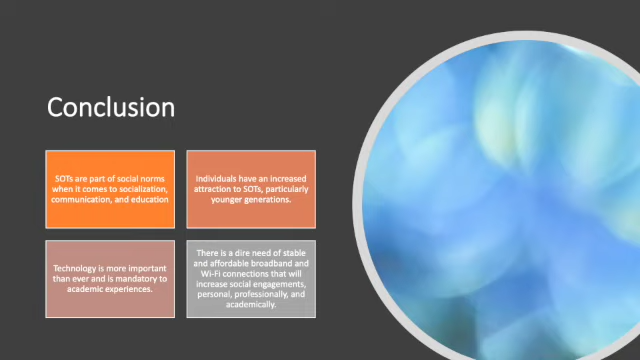 Conclusion
SOTs are part of social norms
when it comes to socialization,
communication, and education
Individuals have an increased
attraction to SOTs, particularly
younger generations.
Technology is more important
than ever and is mandatory to
academic experiences.
There is a dire need of stable
and affordable broadband and
Wi-Fi connections that will
increase social engagements,
personal, professionally, and
academically.